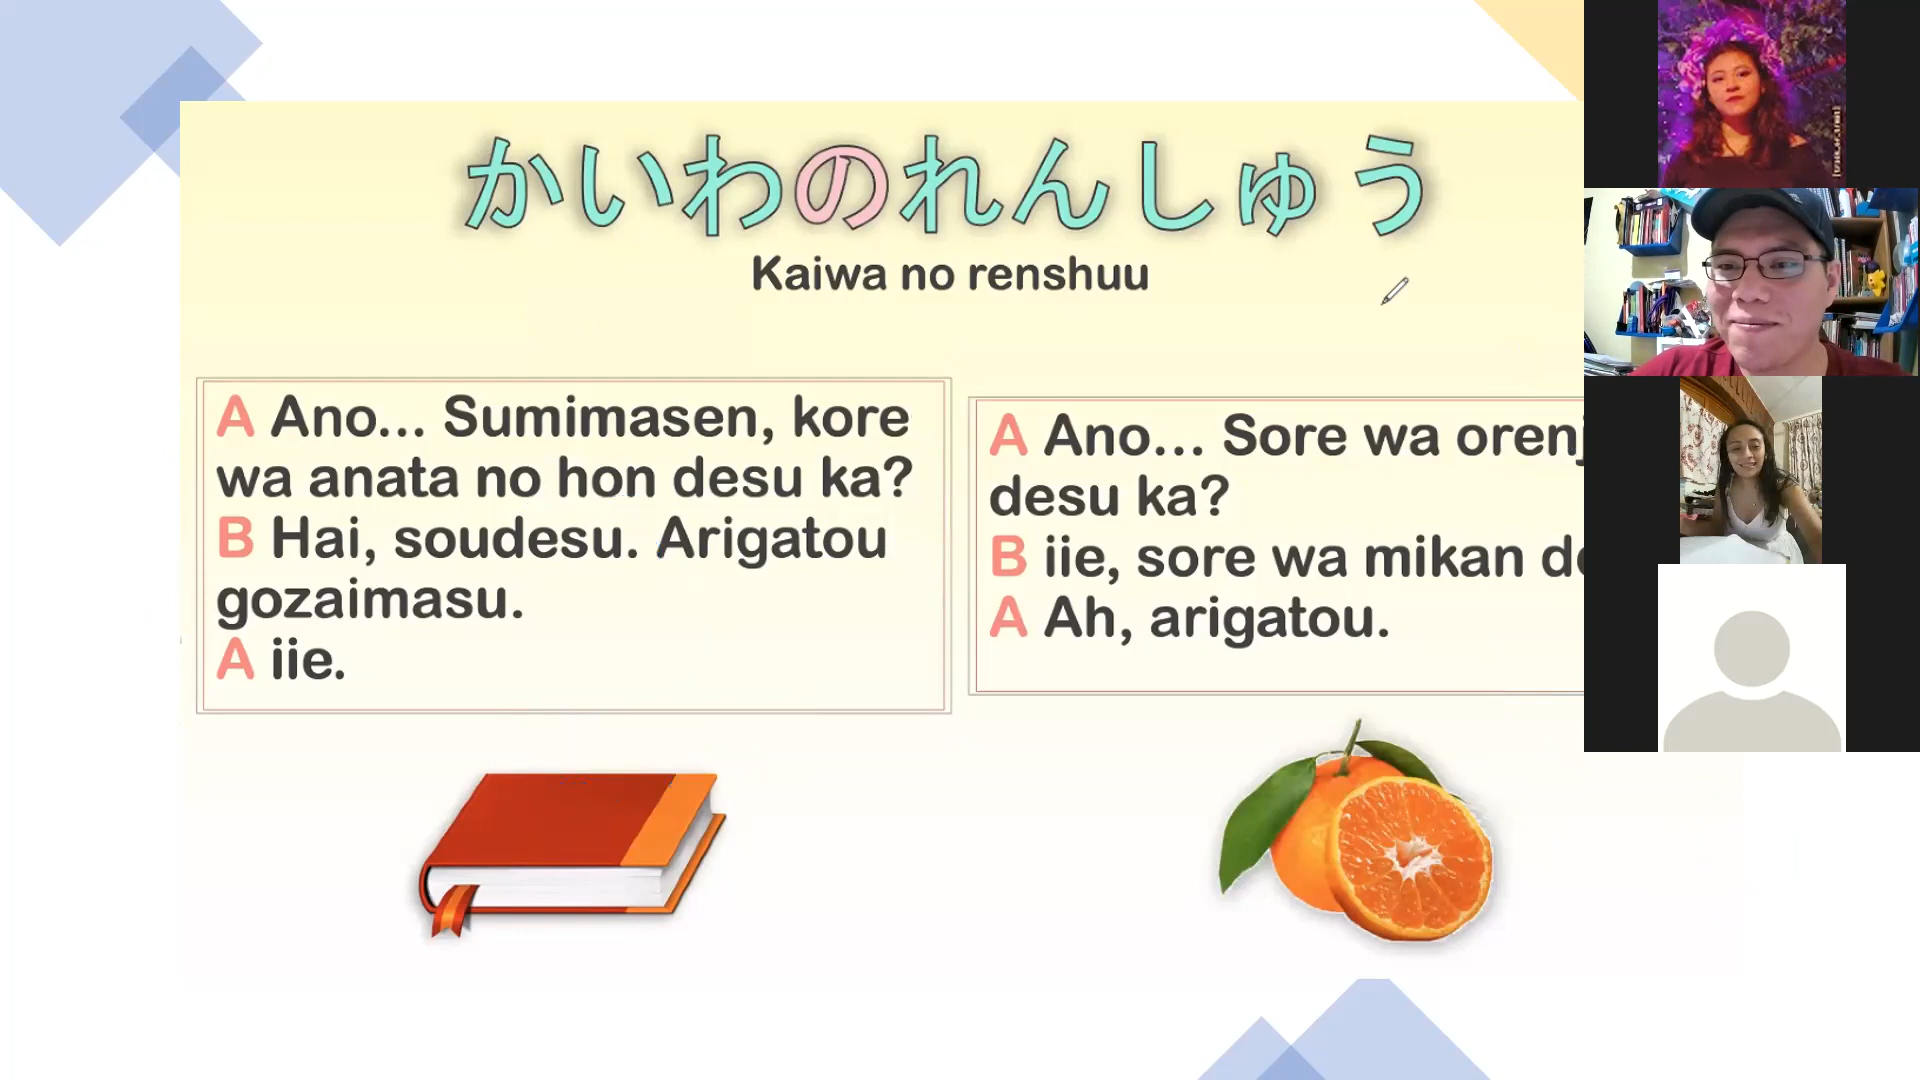 かいわのれんしゅう
Kaiwa no renshuu
A Ano... Sumimasen, kore
wa anata no hon desu ka?
B Hai, soudesu. Arigatou
gozaimasu.
A iie.
A Ano... Sore wa
desu ka?
B iie, sore wa mikan
A Ah, arigatou.